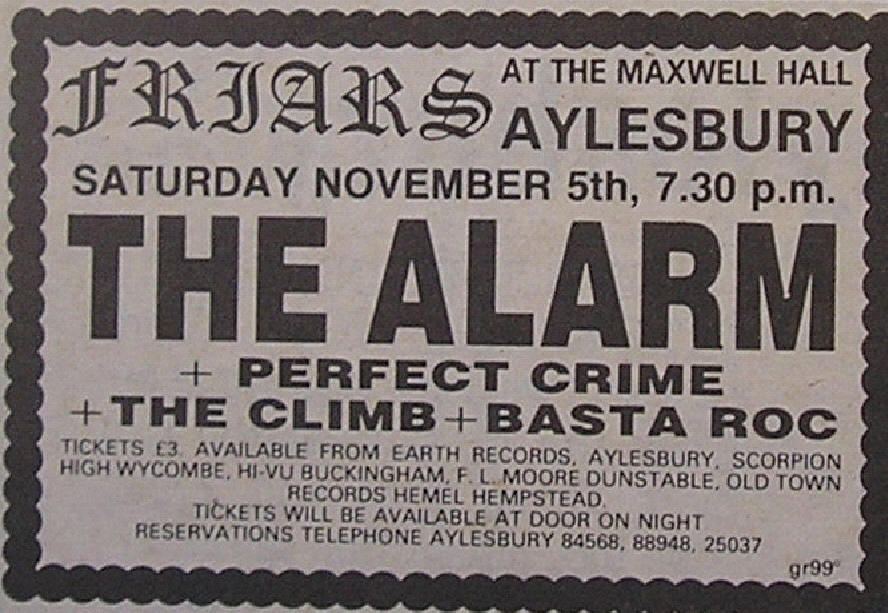 FRIARS AT THE MAXWELL HALL
AYLESBURY
SATURDAY NOVEMBER 5th, 7.30 p.m.
THE ALARM
+ PERFECT CRIME
+THE CLIMB+BASTA ROC
TICKETS £3. AVAILABLE FROM EARTH RECORDS, AYLESBURY, SCORPION
HIGH WYCOMBE, HI-VU BUCKINGHAM, F. L. MOORE DUNSTABLE, OLD TOWN
RECORDS HEMEL HEMPSTEAD.
TICKETS WILL BE AVAILABLE AT DOOR ON NIGHT
RESERVATIONS TELEPHONE AYLESBURY 84568, 88948, 25037
gr99°